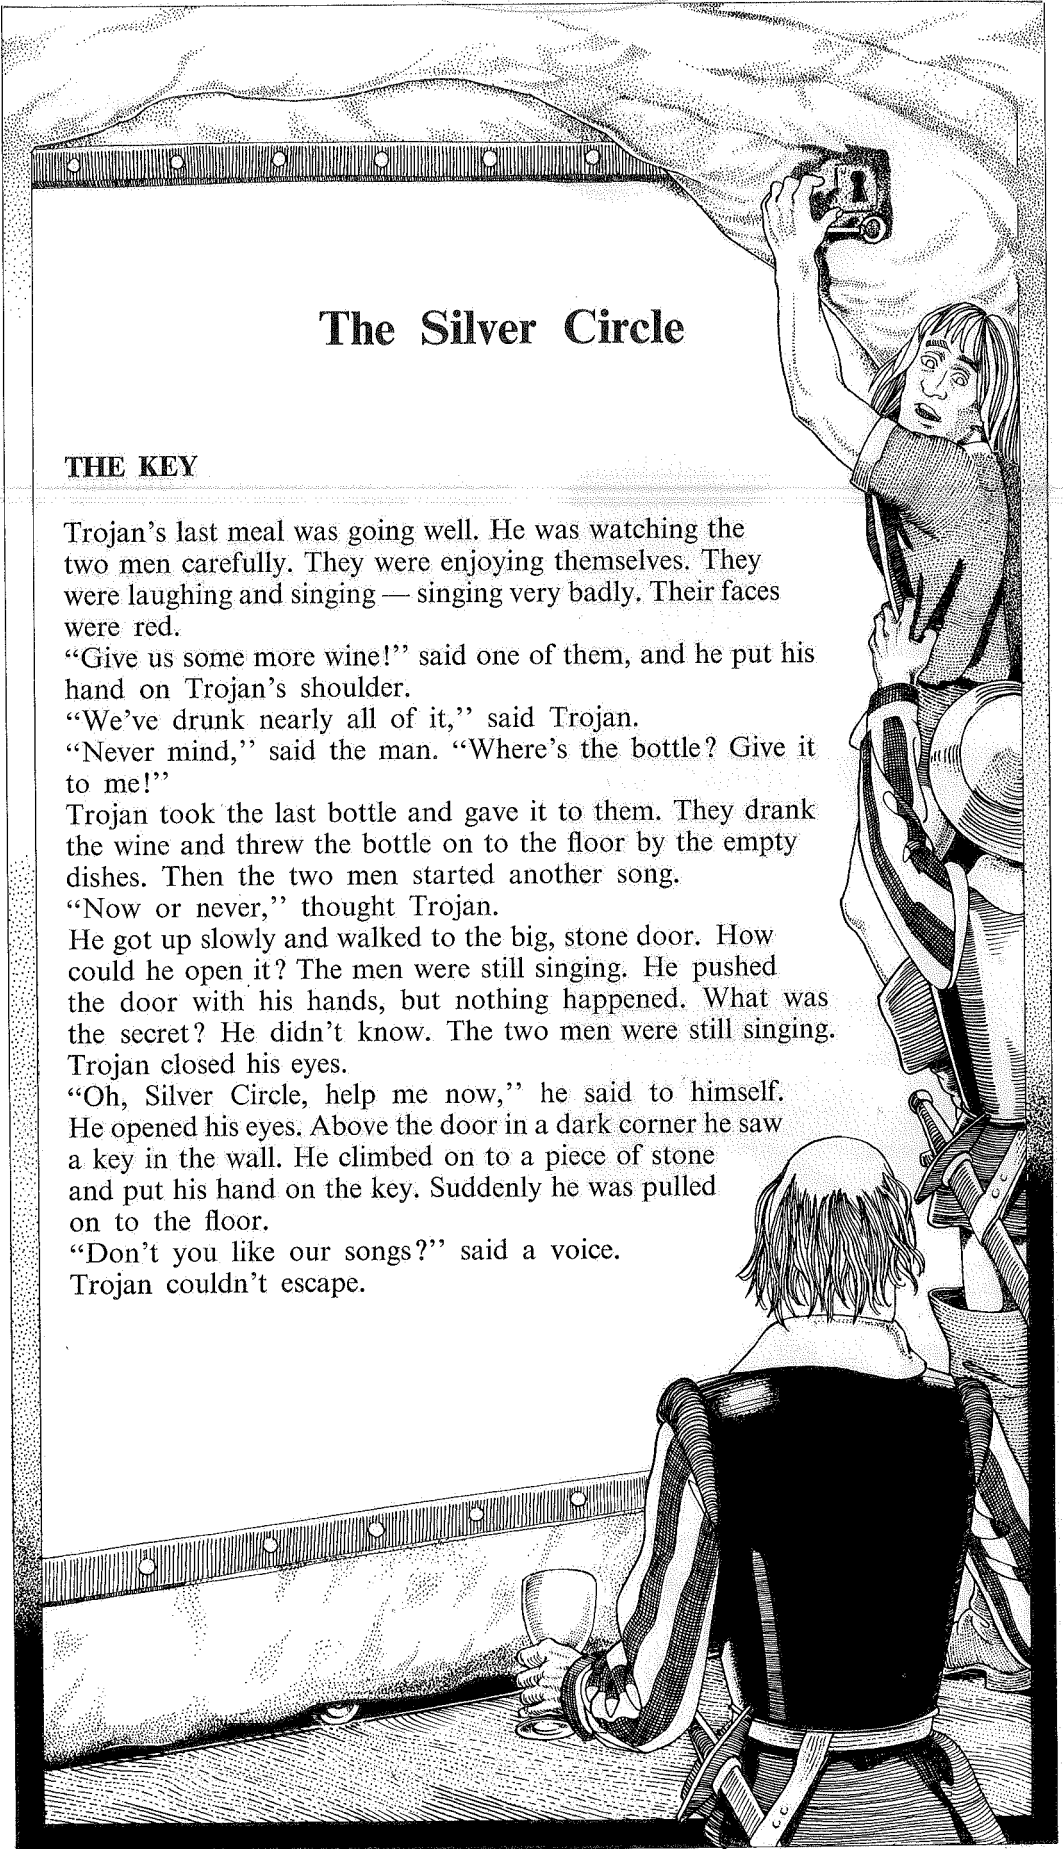 The Silver Circle
THE KEY
Trojan’s last meal was going well. He was watching the
two men carefully. They were enjoying themselves. They
were laughing and singing — singing very badly. Their faces
were red.
“Give us some more wine!” said one of them, and he put his
hand on Trojan’s shoulder.
“We’ve drunk nearly all of it,” said Trojan.
“Never mind,” said the man. “Where’s the bottle? Give it
to me!”
Trojan took the last bottle and gave it to them. They drank
the wine and threw the bottle on to the floor by the empty
dishes. Then the two men started another song.
“Now or never,” thought Trojan.
He got up slowly and walked to the big, stone door. How
could he open it? The men were still singing. He pushed
the door with his hands, but nothing happened. What was
the secret? He didn’t know. The two men were still singing.
Trojan closed his eyes.
“Oh, Silver Circle, help me now,” he said to himself.
He opened his eyes. Above the door in a dark corner he saw
a key in the wall. He climbed on to a piece of stone
and put his hand on the key. Suddenly he was pulled
on to the floor.
“Don’t you like our songs?” said a voice.
Trojan couldn’t escape.